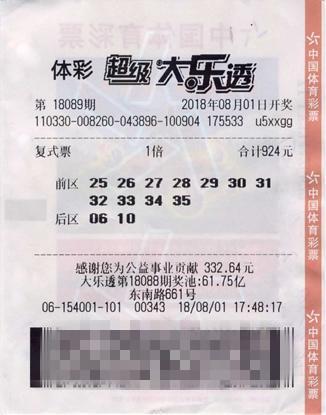 体彩 超级大乐透
第 18089期 2018年08月01日开奖
110330-008260-043896-100904 175533 u5xxgg
复式票 1倍 合计924元
前区 25 26 27 28 29 30 31
32 33 34 35
后区 06 10
感谢您为公益事业贡献 332.64元
大乐透第18088期奖池:61.75亿
东南路661号
06-154001-101 00343 18/08/01 17:48:17
中国体育彩票
中国体育彩票
中国体育彩票